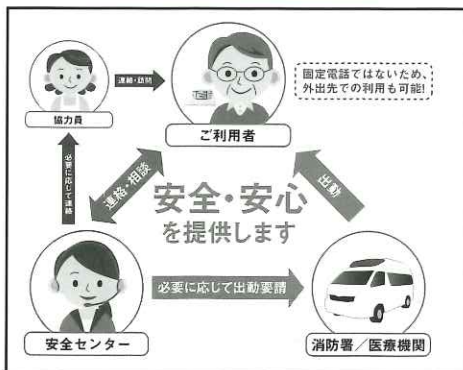 連絡・訪問
固定電話ではないため、
外出先での利用も可能!
協力員
ご利用者
必要に応じて連絡
連絡・相談
出動
安全・安心
を提供します
必要に応じて出動要請
安全センター
消防署／医療機関